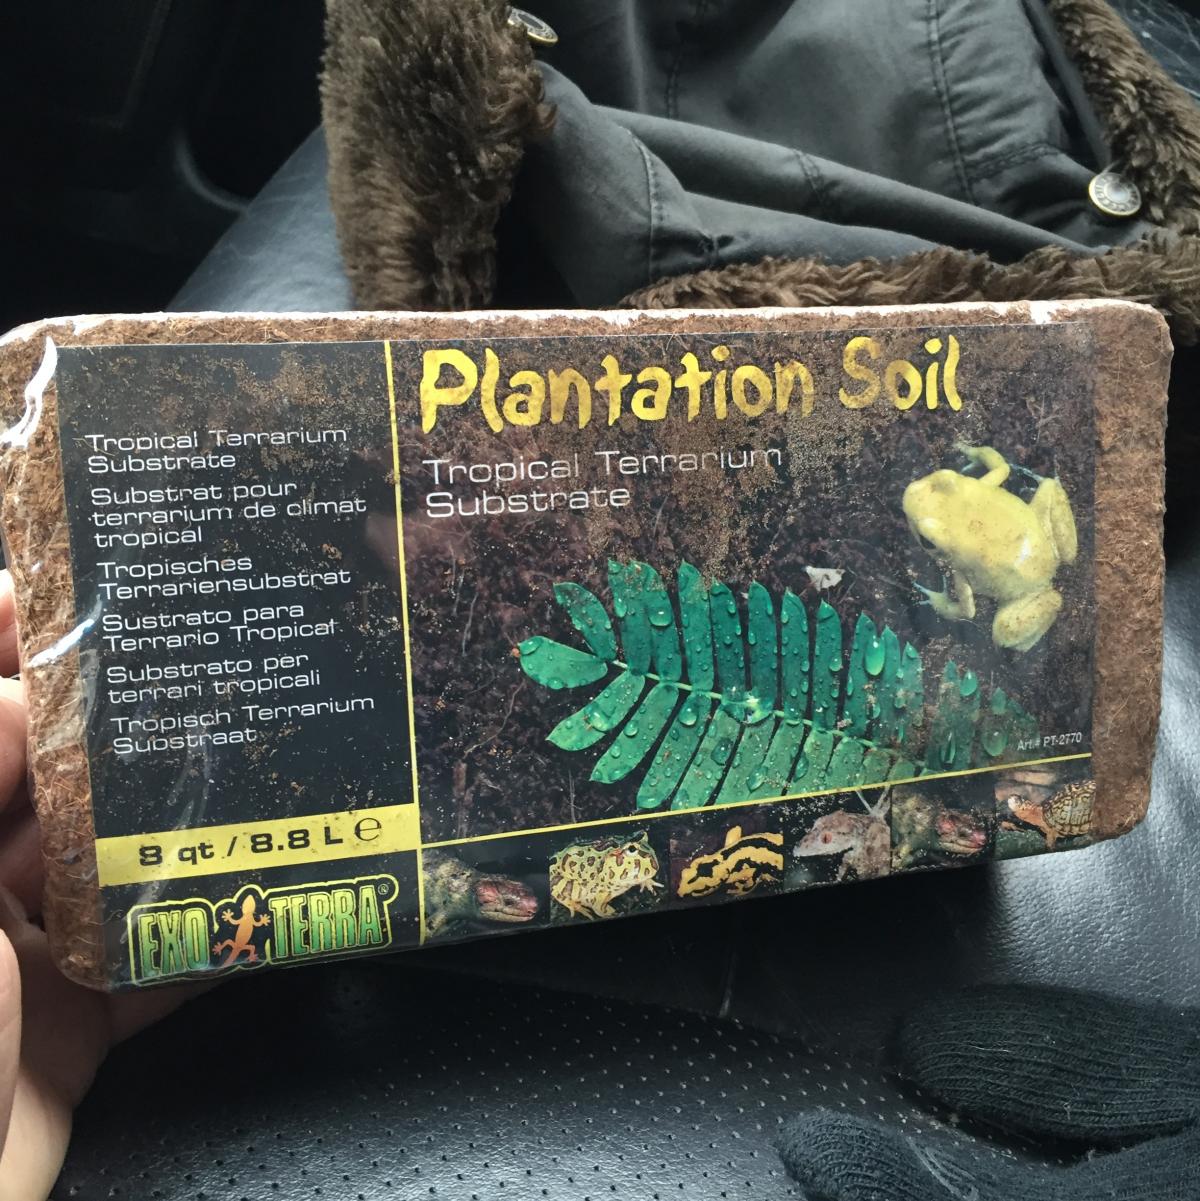 Plantation Soil
Tropical Terrarium
Substrate
Tropical Terrarium
Substrate
Substrat pour
terrarium de climat
tropical
Tropisches
Terrariensubstrat
Sustrato para
Terrario Tropical
Substrato per
terrari tropicali
Tropisch Terrarium
Substraat
8 qt / 8.8 L ℮
EXO TERRA®
Art.# PT-2770